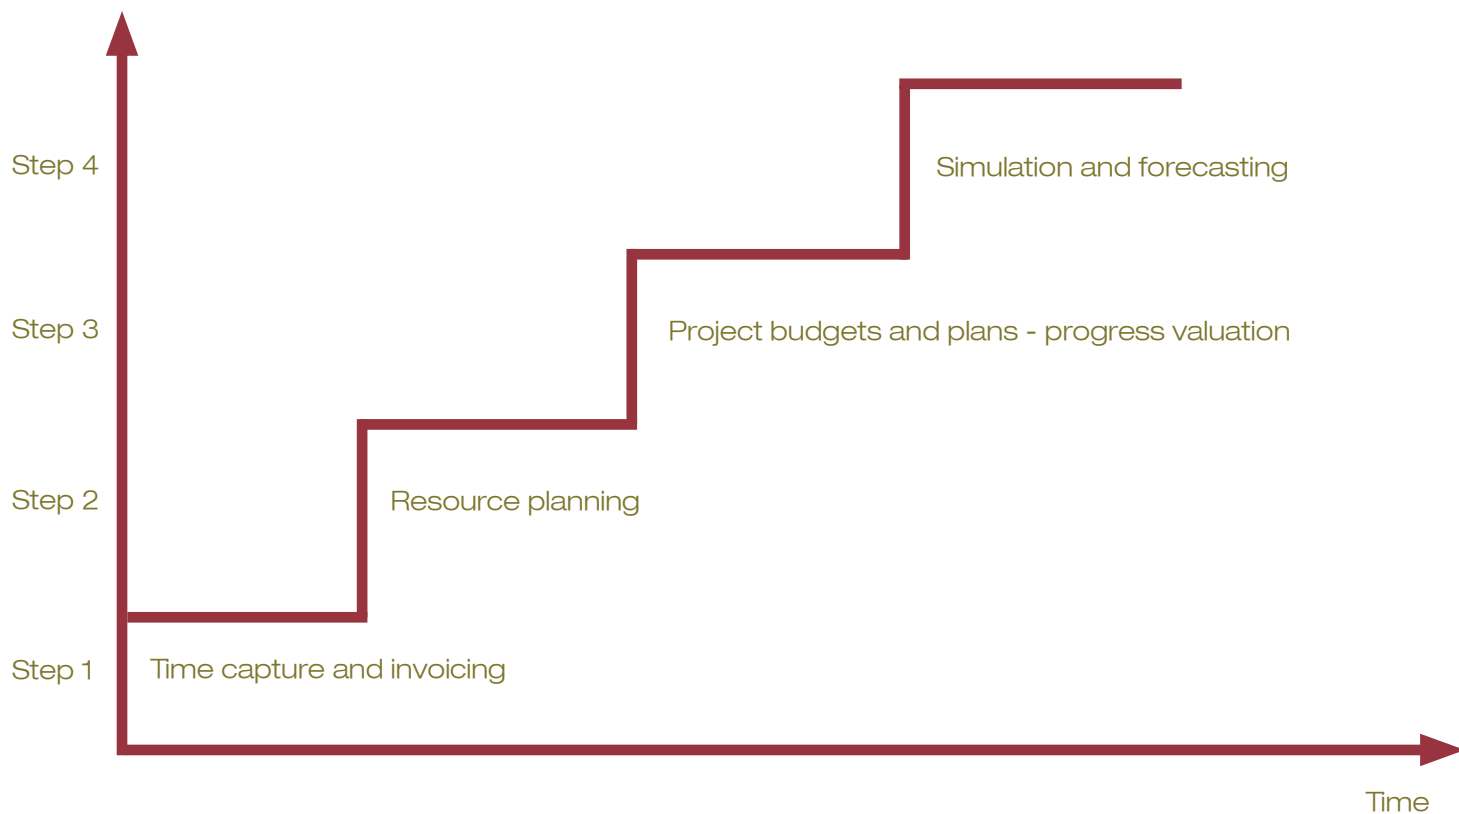 Step 4
Simulation and forecasting
Step 3
Project budgets and plans - progress valuation
Step 2
Resource planning
Step 1
Time capture and invoicing
Time